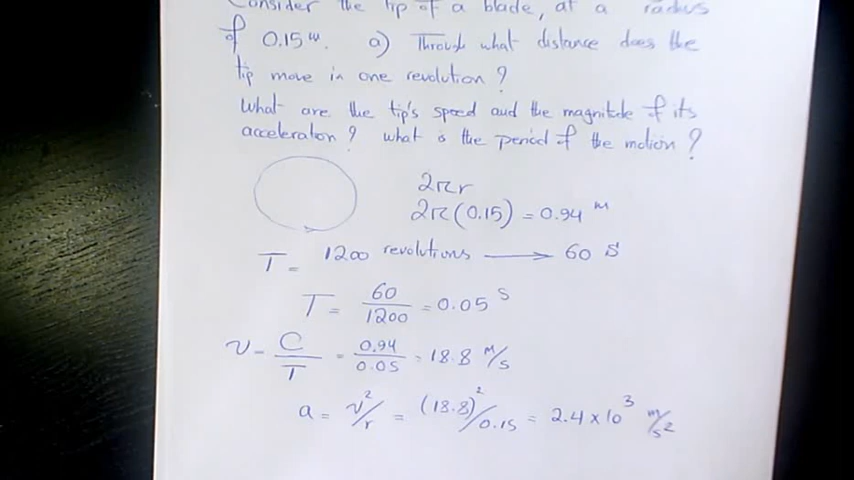 Consider the tip of a blade, at a radius
of 0.15 m. a) Through what distance does the
tip move in one revolution?
What are the tip's speed and the magnitude of its
acceleration? what is the period of the motion?
2πr
2π(0.15) = 0.94 m
T = 1200 revolutions → 60 s
T = 60/1200 = 0.05 s
v = C/T = 0.94/0.05 = 18.8 m/s
a = v²/r = (18.8)²/0.15 = 2.4 × 10³ m/s²